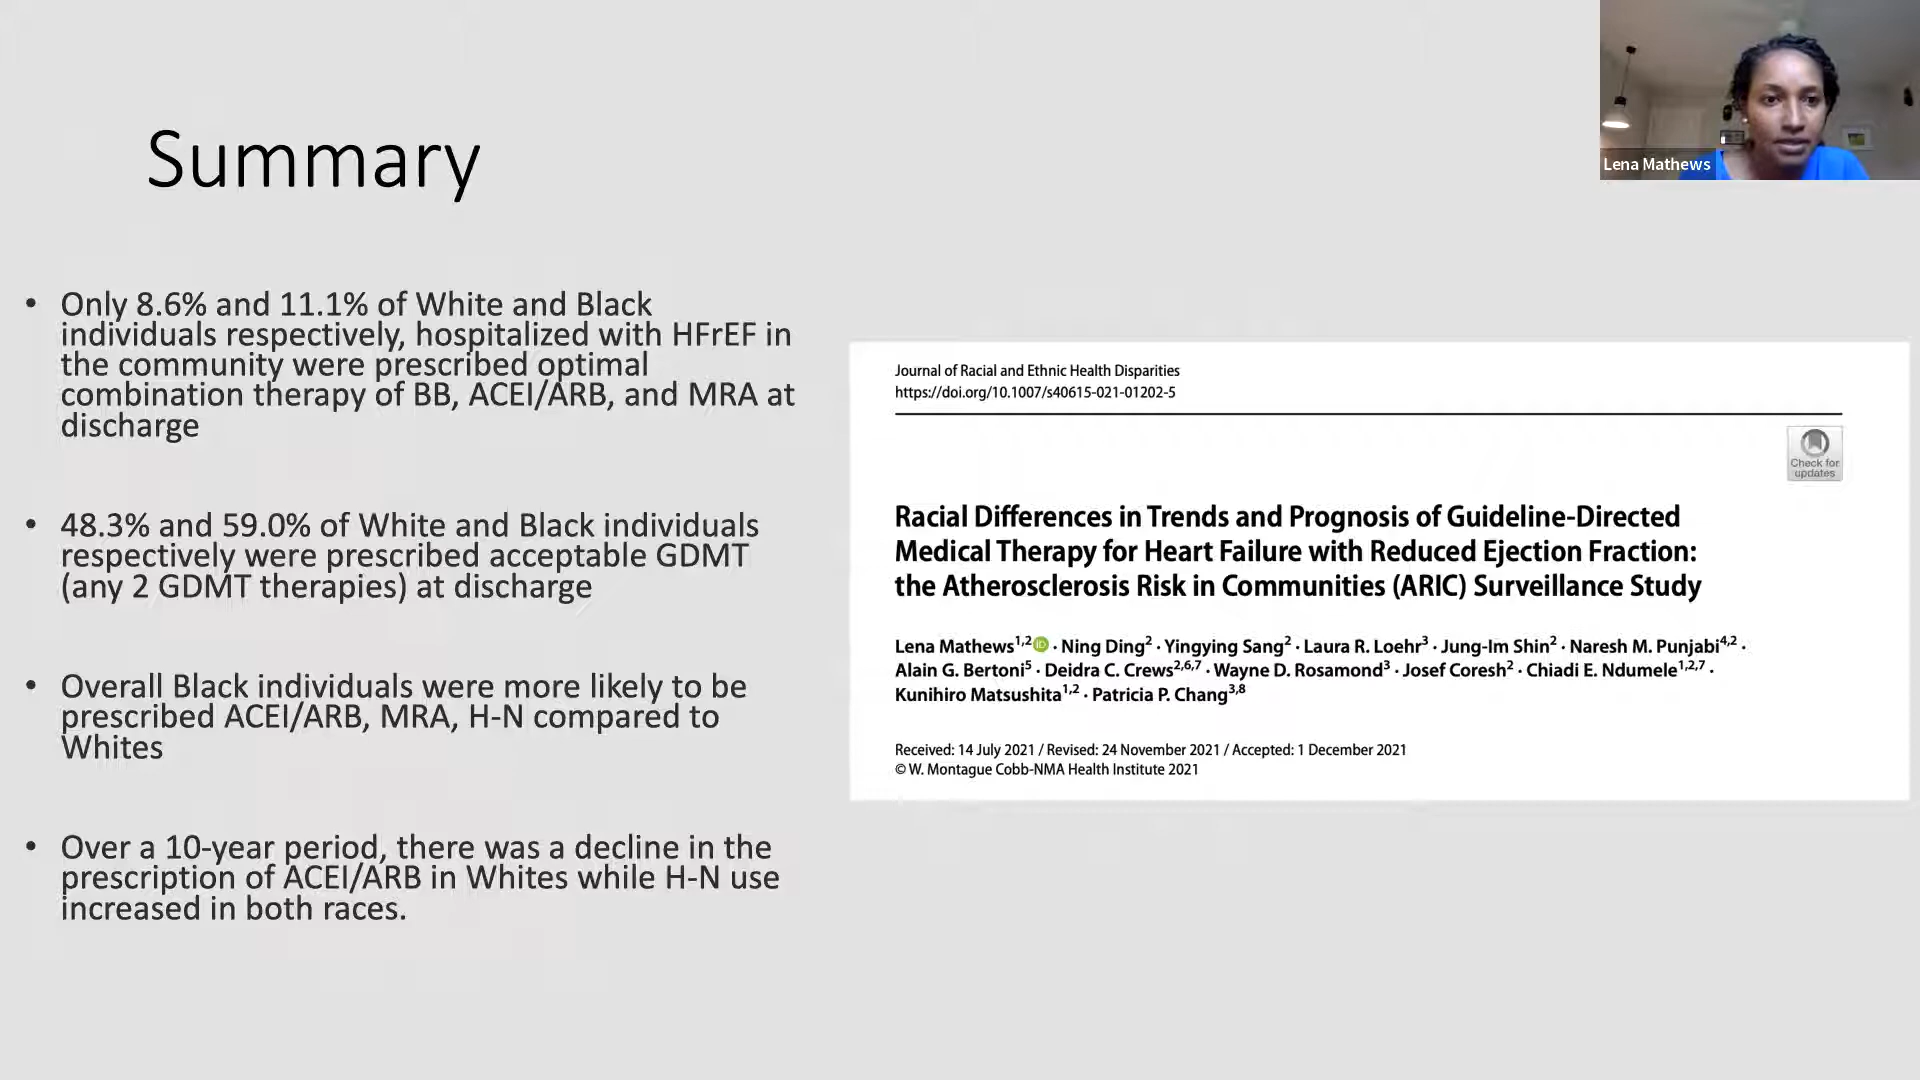 Lena Mathews
Summary
• Only 8.6% and 11.1% of White and Black
individuals respectively, hospitalized with HFrEF in
the community were prescribed optimal
combination therapy of BB, ACEI/ARB, and MRA at
discharge
• 48.3% and 59.0% of White and Black individuals
respectively were prescribed acceptable GDMT
(any 2 GDMT therapies) at discharge
• Overall Black individuals were more likely to be
prescribed ACEI/ARB, MRA, H-N compared to
Whites
• Over a 10-year period, there was a decline in the
prescription of ACEI/ARB in Whites while H-N use
increased in both races.
Journal of Racial and Ethnic Health Disparities
https://doi.org/10.1007/s40615-021-01202-5
Check for
updates
Racial Differences in Trends and Prognosis of Guideline-Directed
Medical Therapy for Heart Failure with Reduced Ejection Fraction:
the Atherosclerosis Risk in Communities (ARIC) Surveillance Study
Lena Mathews1,2 iD · Ning Ding2 · Yingying Sang2 · Laura R. Loehr3 · Jung-Im Shin2 · Naresh M. Punjabi4,2 ·
Alain G. Bertoni5 · Deidra C. Crews2,6,7 · Wayne D. Rosamond3 · Josef Coresh2 · Chiadi E. Ndumele1,2,7 ·
Kunihiro Matsushita1,2 · Patricia P. Chang3,8
Received: 14 July 2021 / Revised: 24 November 2021 / Accepted: 1 December 2021
© W. Montague Cobb-NMA Health Institute 2021